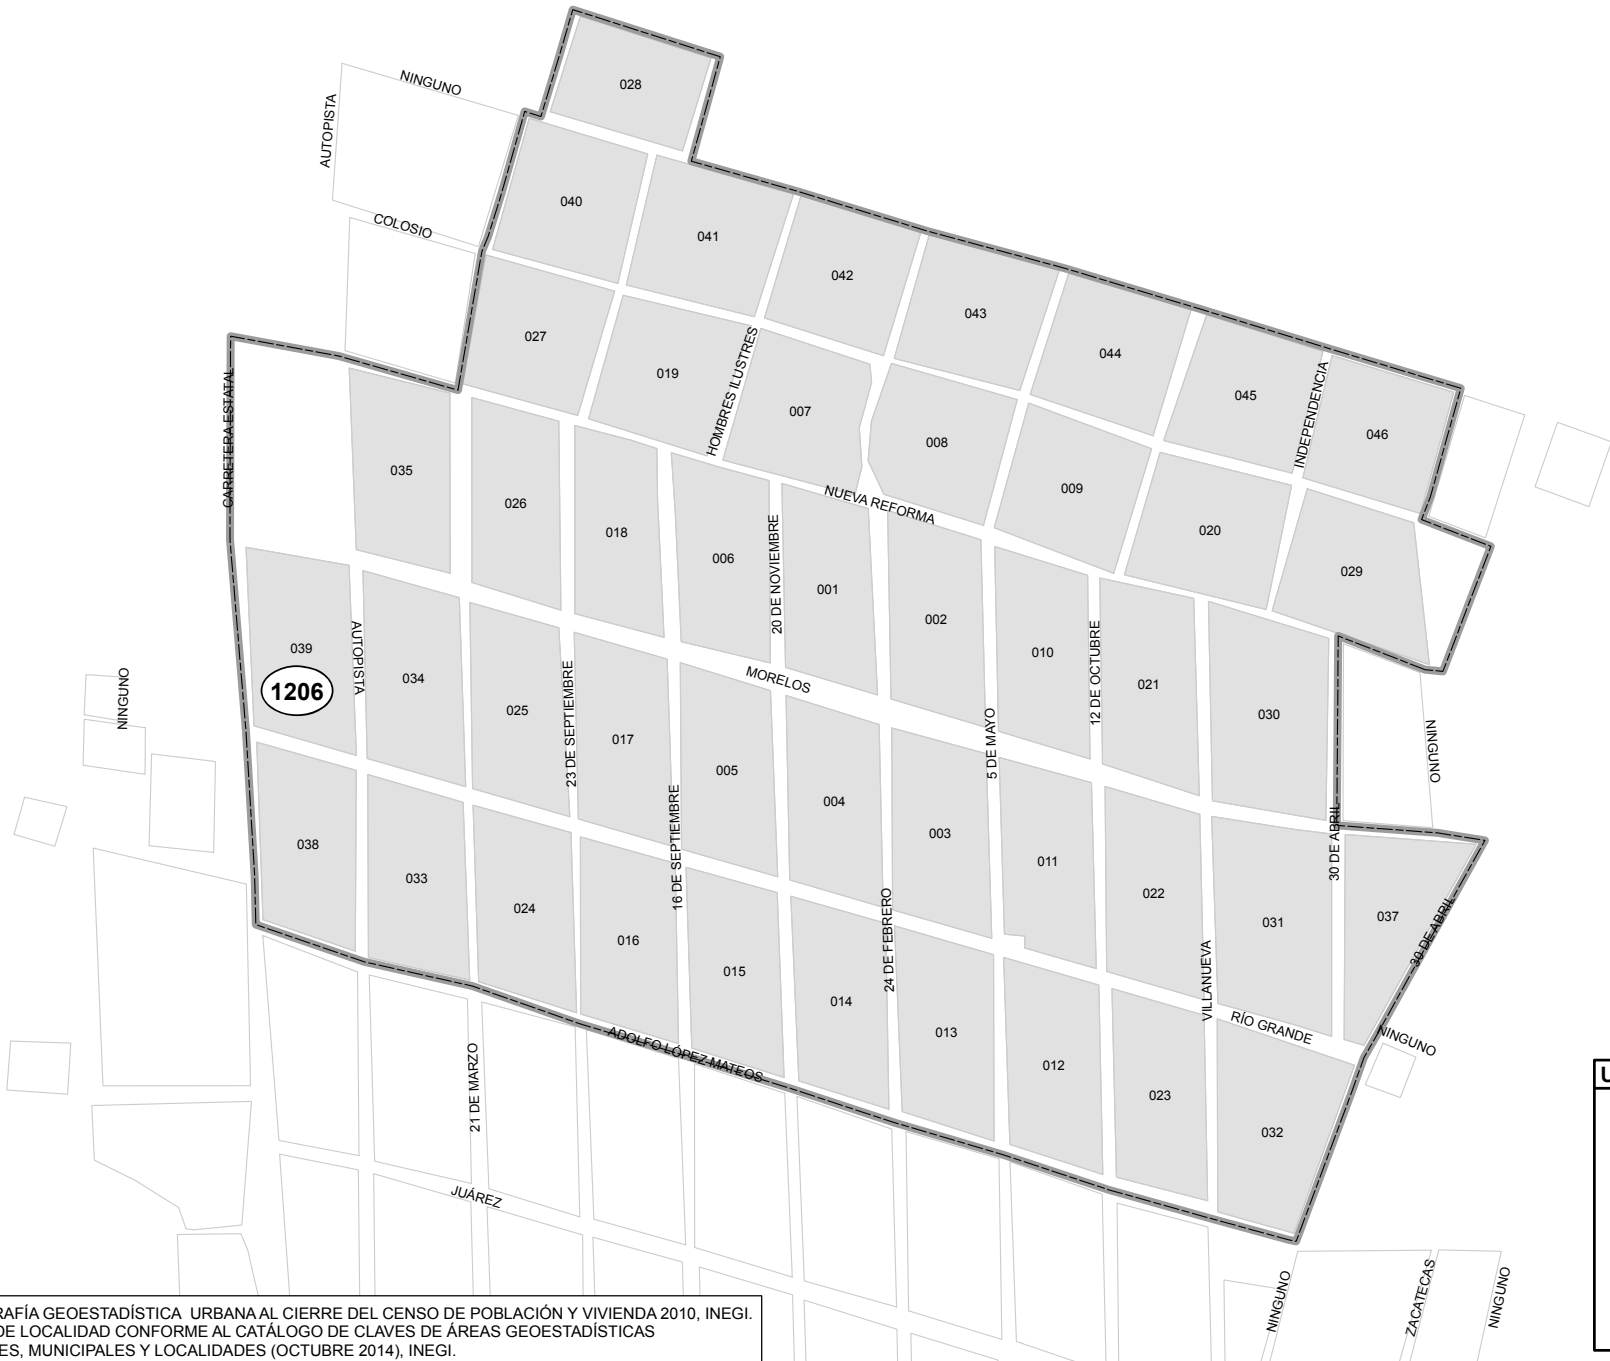 028
NINGUNO
AUTOPISTA
040
COLOSIO
041
042
043
027
HOMBRES ILUSTRES
044
019
INDEPENDENCIA
045
007
CARRETERA ESTATAL
046
008
035
009
NUEVA REFORMA
026
018
020
006
20 DE NOVIEMBRE
029
001
002
039
AUTOPISTA
010
12 DE OCTUBRE
034
MORELOS
021
1206
NINGUNO
025
23 DE SEPTIEMBRE
030
017
5 DE MAYO
NINGUNO
005
004
003
16 DE SEPTIEMBRE
30 DE ABRIL
038
011
033
022
024
24 DE FEBRERO
037
031
30 DE ABRIL
016
015
VILLANUEVA
014
RÍO GRANDE
013
NINGUNO
ADOLFO LÓPEZ MATEOS
012
21 DE MARZO
023
032
JUÁREZ
NINGUNO
ZACATECAS
NINGUNO
U
RAFÍA GEOESTADÍSTICA URBANA AL CIERRE DEL CENSO DE POBLACIÓN Y VIVIENDA 2010, INEGI.
DE LOCALIDAD CONFORME AL CATÁLOGO DE CLAVES DE ÁREAS GEOESTADÍSTICAS
ES, MUNICIPALES Y LOCALIDADES (OCTUBRE 2014), INEGI.